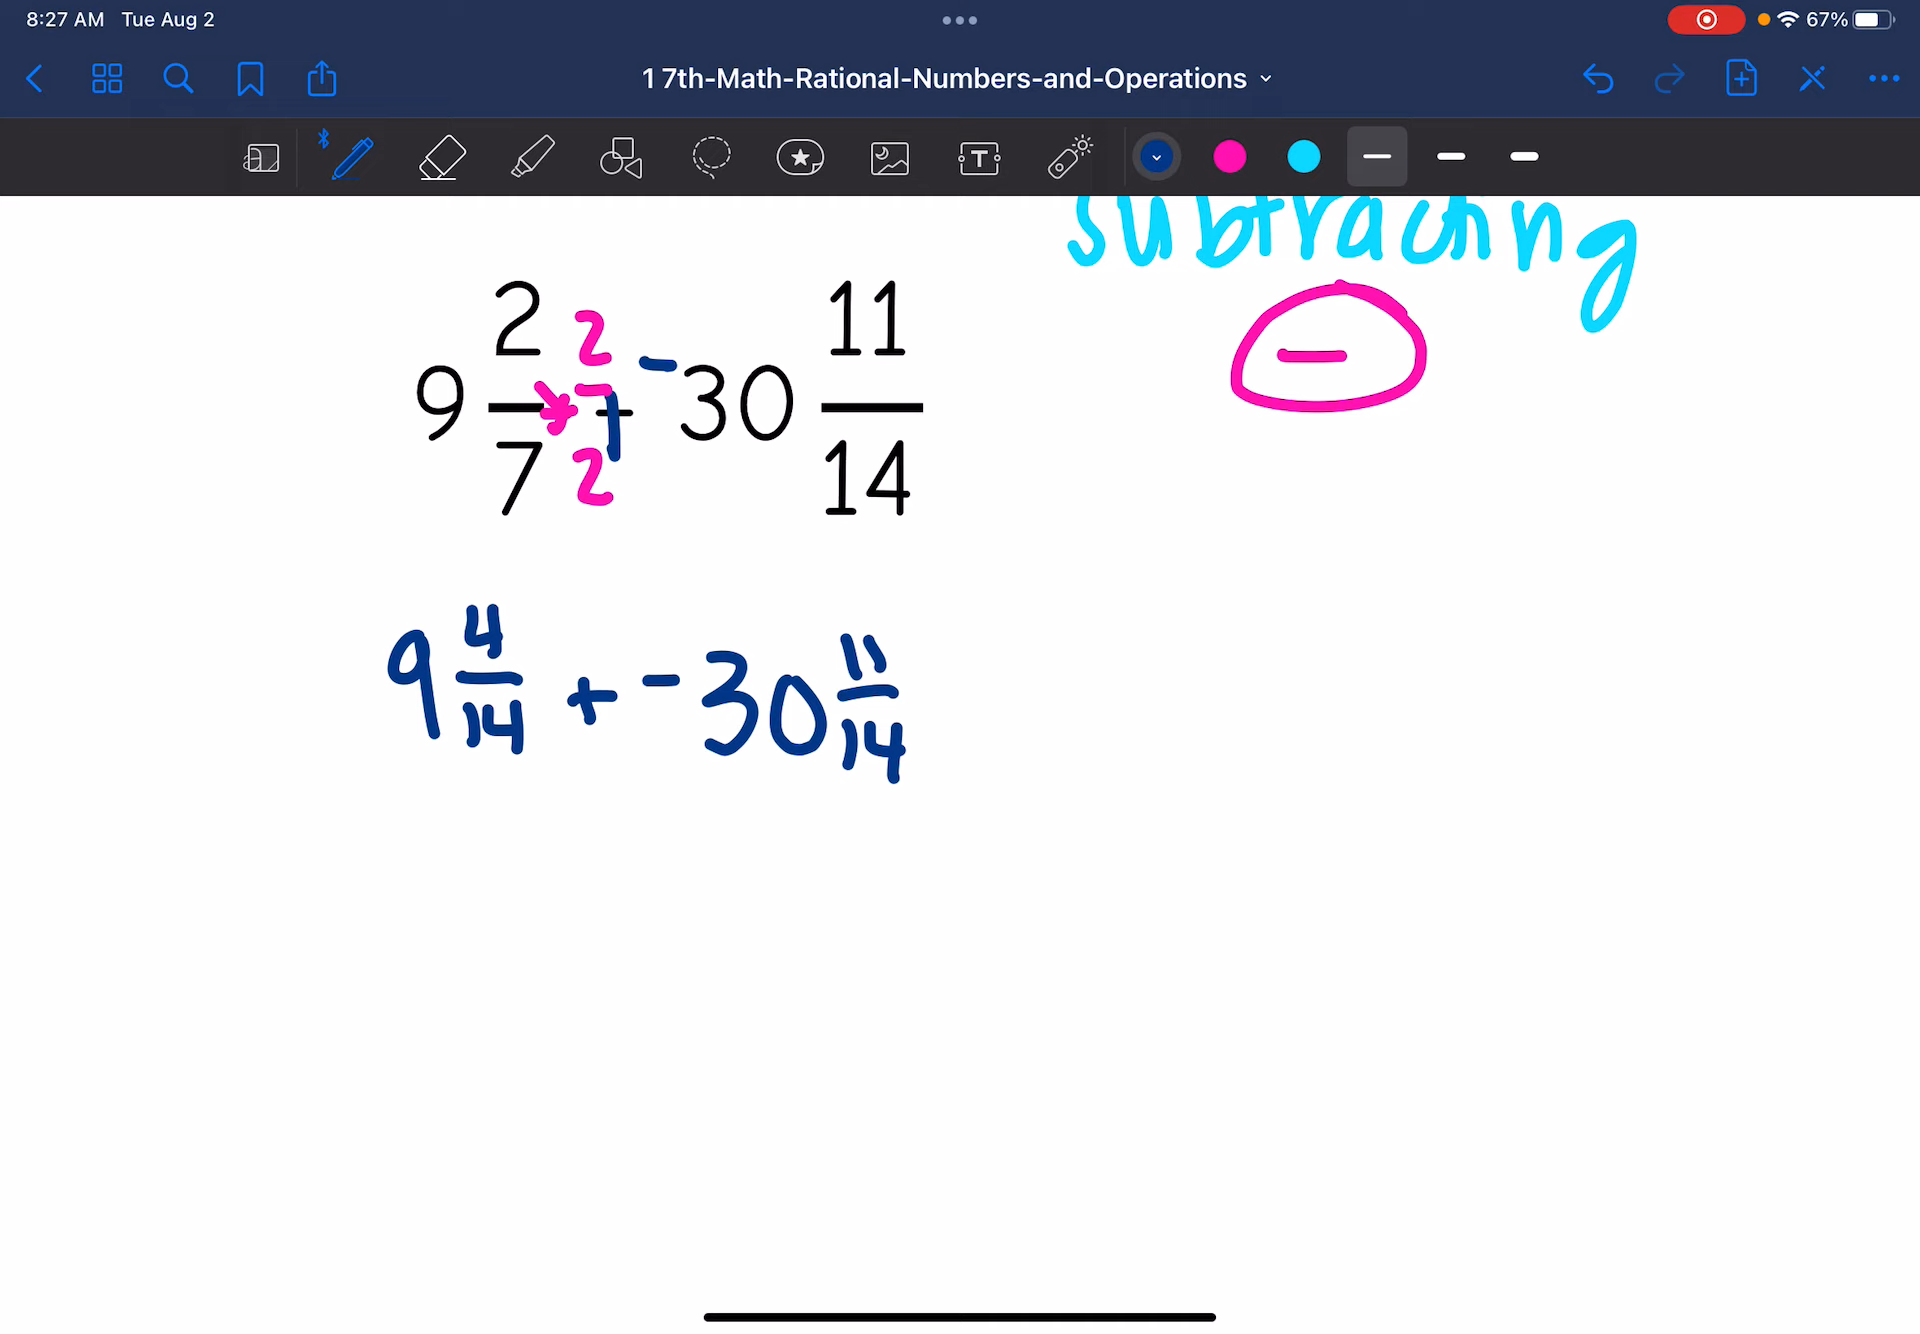 8:27 AM Tue Aug 2
67%
1 7th-Math-Rational-Numbers-and-Operations
T
subtracting
9 2/7 * 2/2 + -30 11/14
−
9 4/14 + -30 11/14